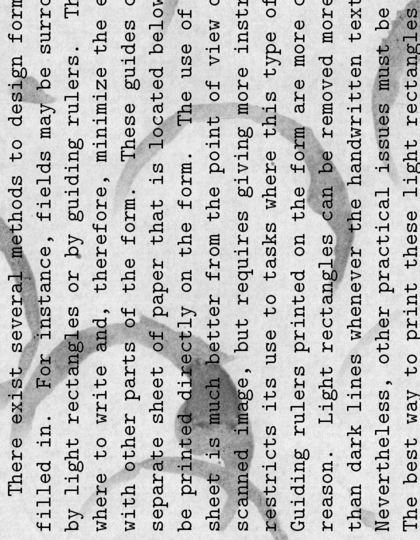 There exist several methods to design form
filled in. For instance, fields may be surro
by light rectangles or by guiding rulers. Th
where to write and, therefore, minimize the e
with other parts of the form. These guides c
separate sheet of paper that is located below
be printed directly on the form. The use of
sheet is much better from the point of view o
scanned image, but requires giving more instr
restricts its use to tasks where this type of
Guiding rulers printed on the form are more c
reason. Light rectangles can be removed more
than dark lines whenever the handwritten text
Nevertheless, other practical issues must be
The best way to print these light rectangles